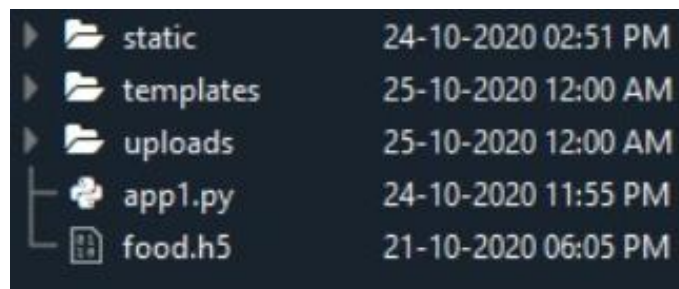 static 24-10-2020 02:51 PM
templates 25-10-2020 12:00 AM
uploads 25-10-2020 12:00 AM
app1.py 24-10-2020 11:55 PM
food.h5 21-10-2020 06:05 PM